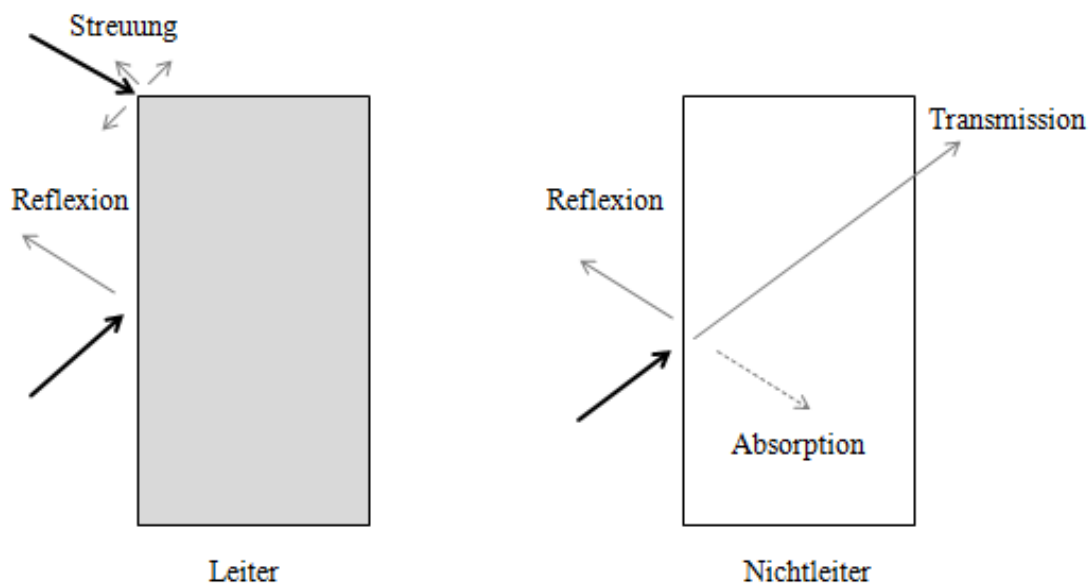 Streuung
Reflexion
Leiter
Transmission
Reflexion
Absorption
Nichtleiter